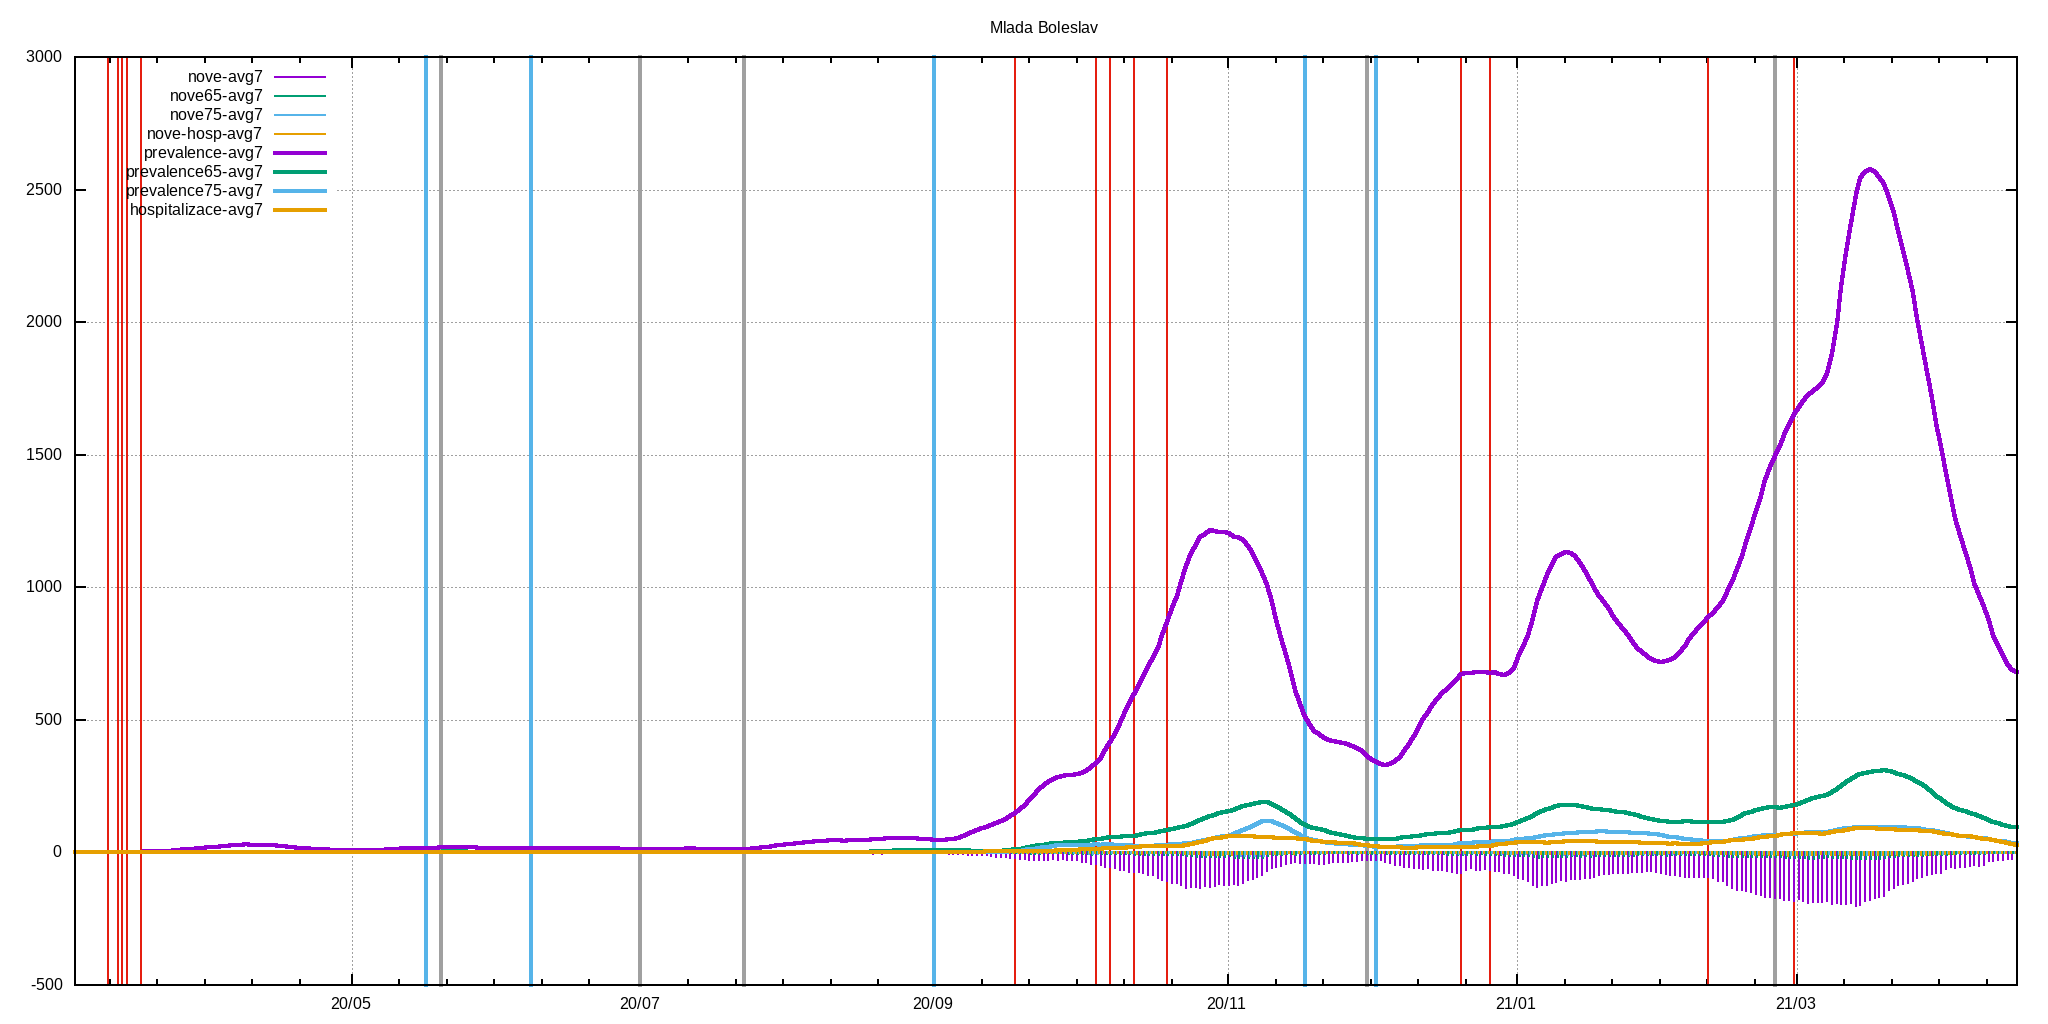 Mlada Boleslav
3000
2500
2000
1500
1000
500
0
-500
nove-avg7
nove65-avg7
nove75-avg7
nove-hosp-avg7
prevalence-avg7
prevalence65-avg7
prevalence75-avg7
hospitalizace-avg7
20/05
20/07
20/09
20/11
21/01
21/03